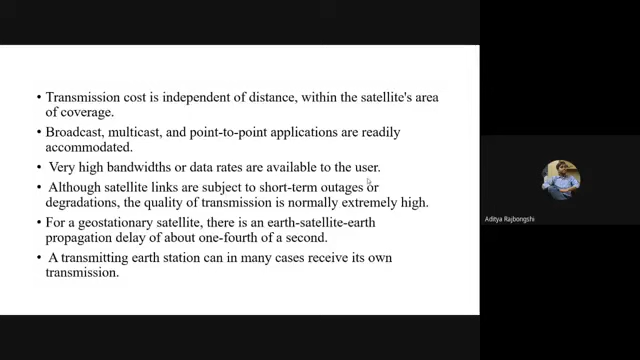 • Transmission cost is independent of distance, within the satellite's area
of coverage.
• Broadcast, multicast, and point-to-point applications are readily
accommodated.
• Very high bandwidths or data rates are available to the user.
• Although satellite links are subject to short-term outages or
degradations, the quality of transmission is normally extremely high.
• For a geostationary satellite, there is an earth-satellite-earth
propagation delay of about one-fourth of a second.
• A transmitting earth station can in many cases receive its own
transmission.
Aditya Rajbongshi